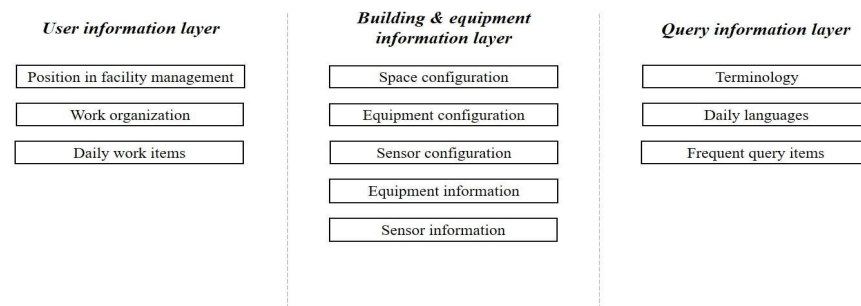 User information layer
Position in facility management
Work organization
Daily work items
Building & equipment
information layer
Space configuration
Equipment configuration
Sensor configuration
Equipment information
Sensor information
Query information layer
Terminology
Daily languages
Frequent query items